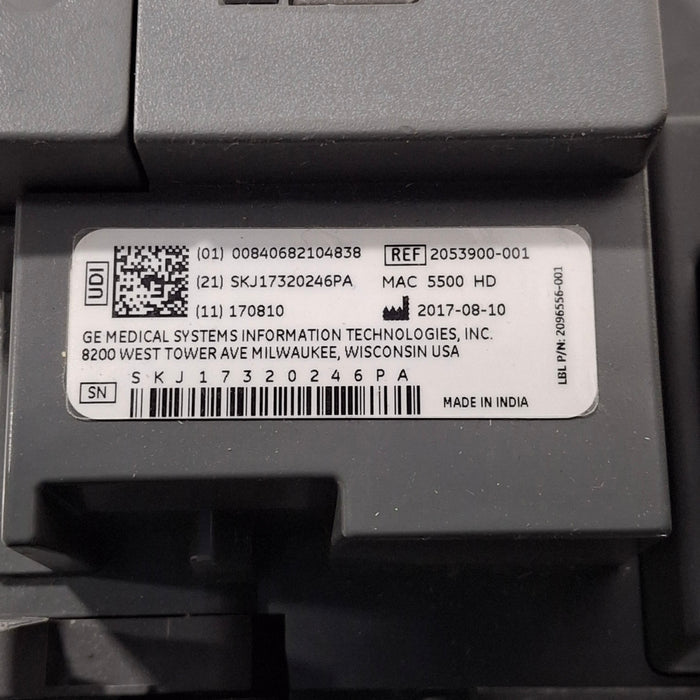 UDI
(01) 00840682104838
(21) SKJ17320246PA
(11) 170810
REF 2053900-001
MAC 5500 HD
2017-08-10
GE MEDICAL SYSTEMS INFORMATION TECHNOLOGIES, INC.
8200 WEST TOWER AVE MILWAUKEE, WISCONSIN USA
SKJ17320246PA
SN
MADE IN INDIA
LBL P/N: 2096556-001